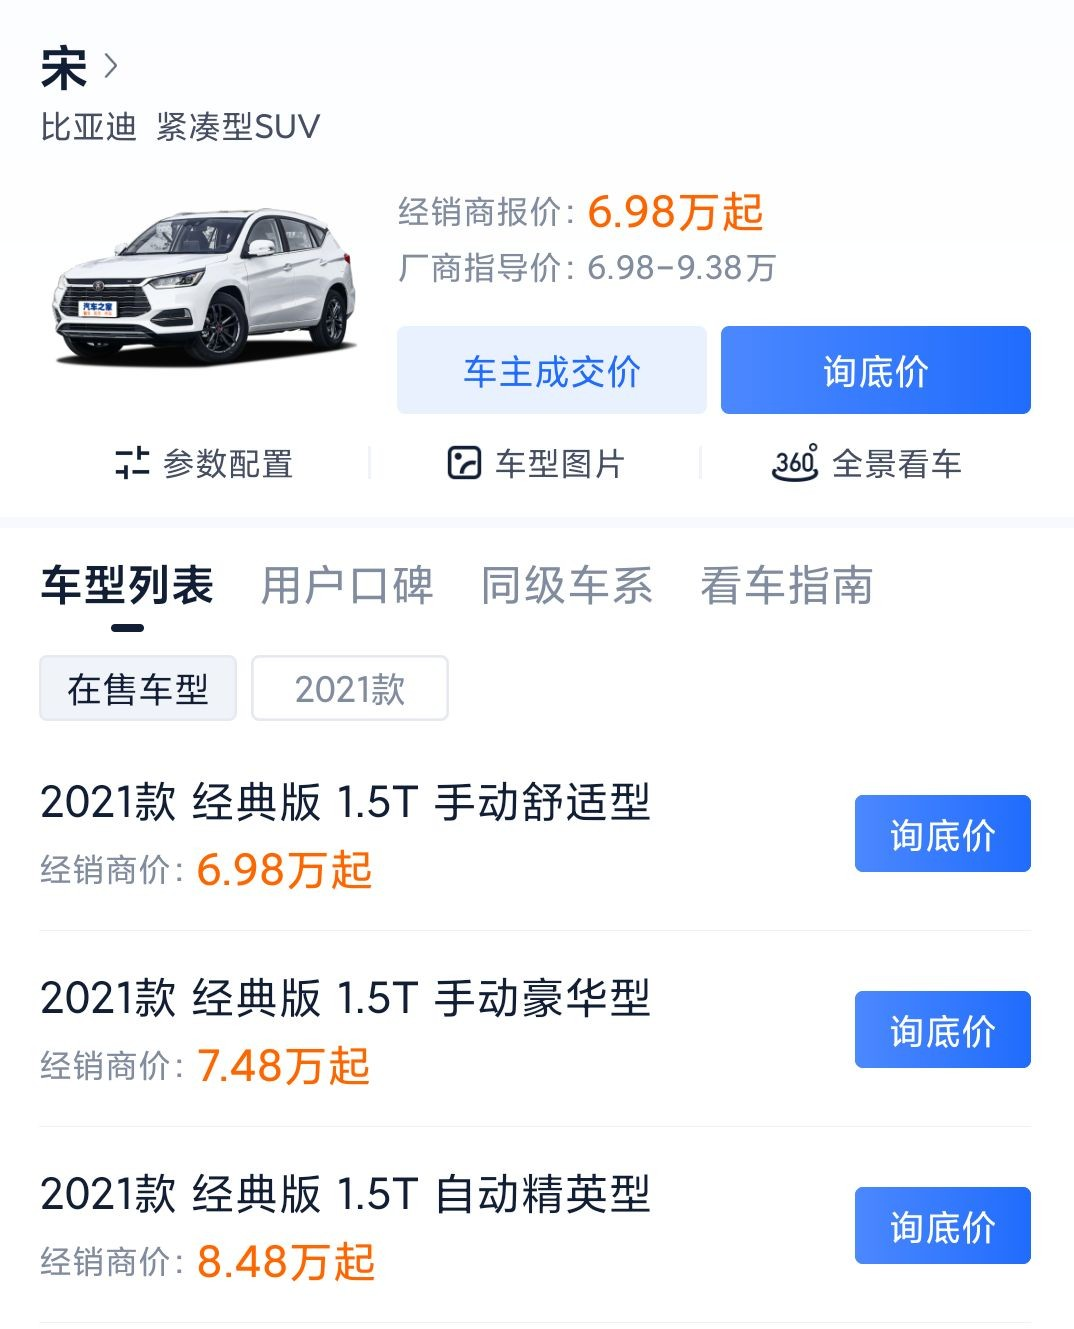 宋
比亚迪 紧凑型SUV
经销商报价: 6.98万起
厂商指导价: 6.98-9.38万
汽车之家
车主成交价 询底价
参数配置 车型图片 360° 全景看车
车型列表 用户口碑 同级车系 看车指南
在售车型 2021款
2021款 经典版 1.5T 手动舒适型
经销商价: 6.98万起
询底价
2021款 经典版 1.5T 手动豪华型
经销商价: 7.48万起
询底价
2021款 经典版 1.5T 自动精英型
经销商价: 8.48万起
询底价